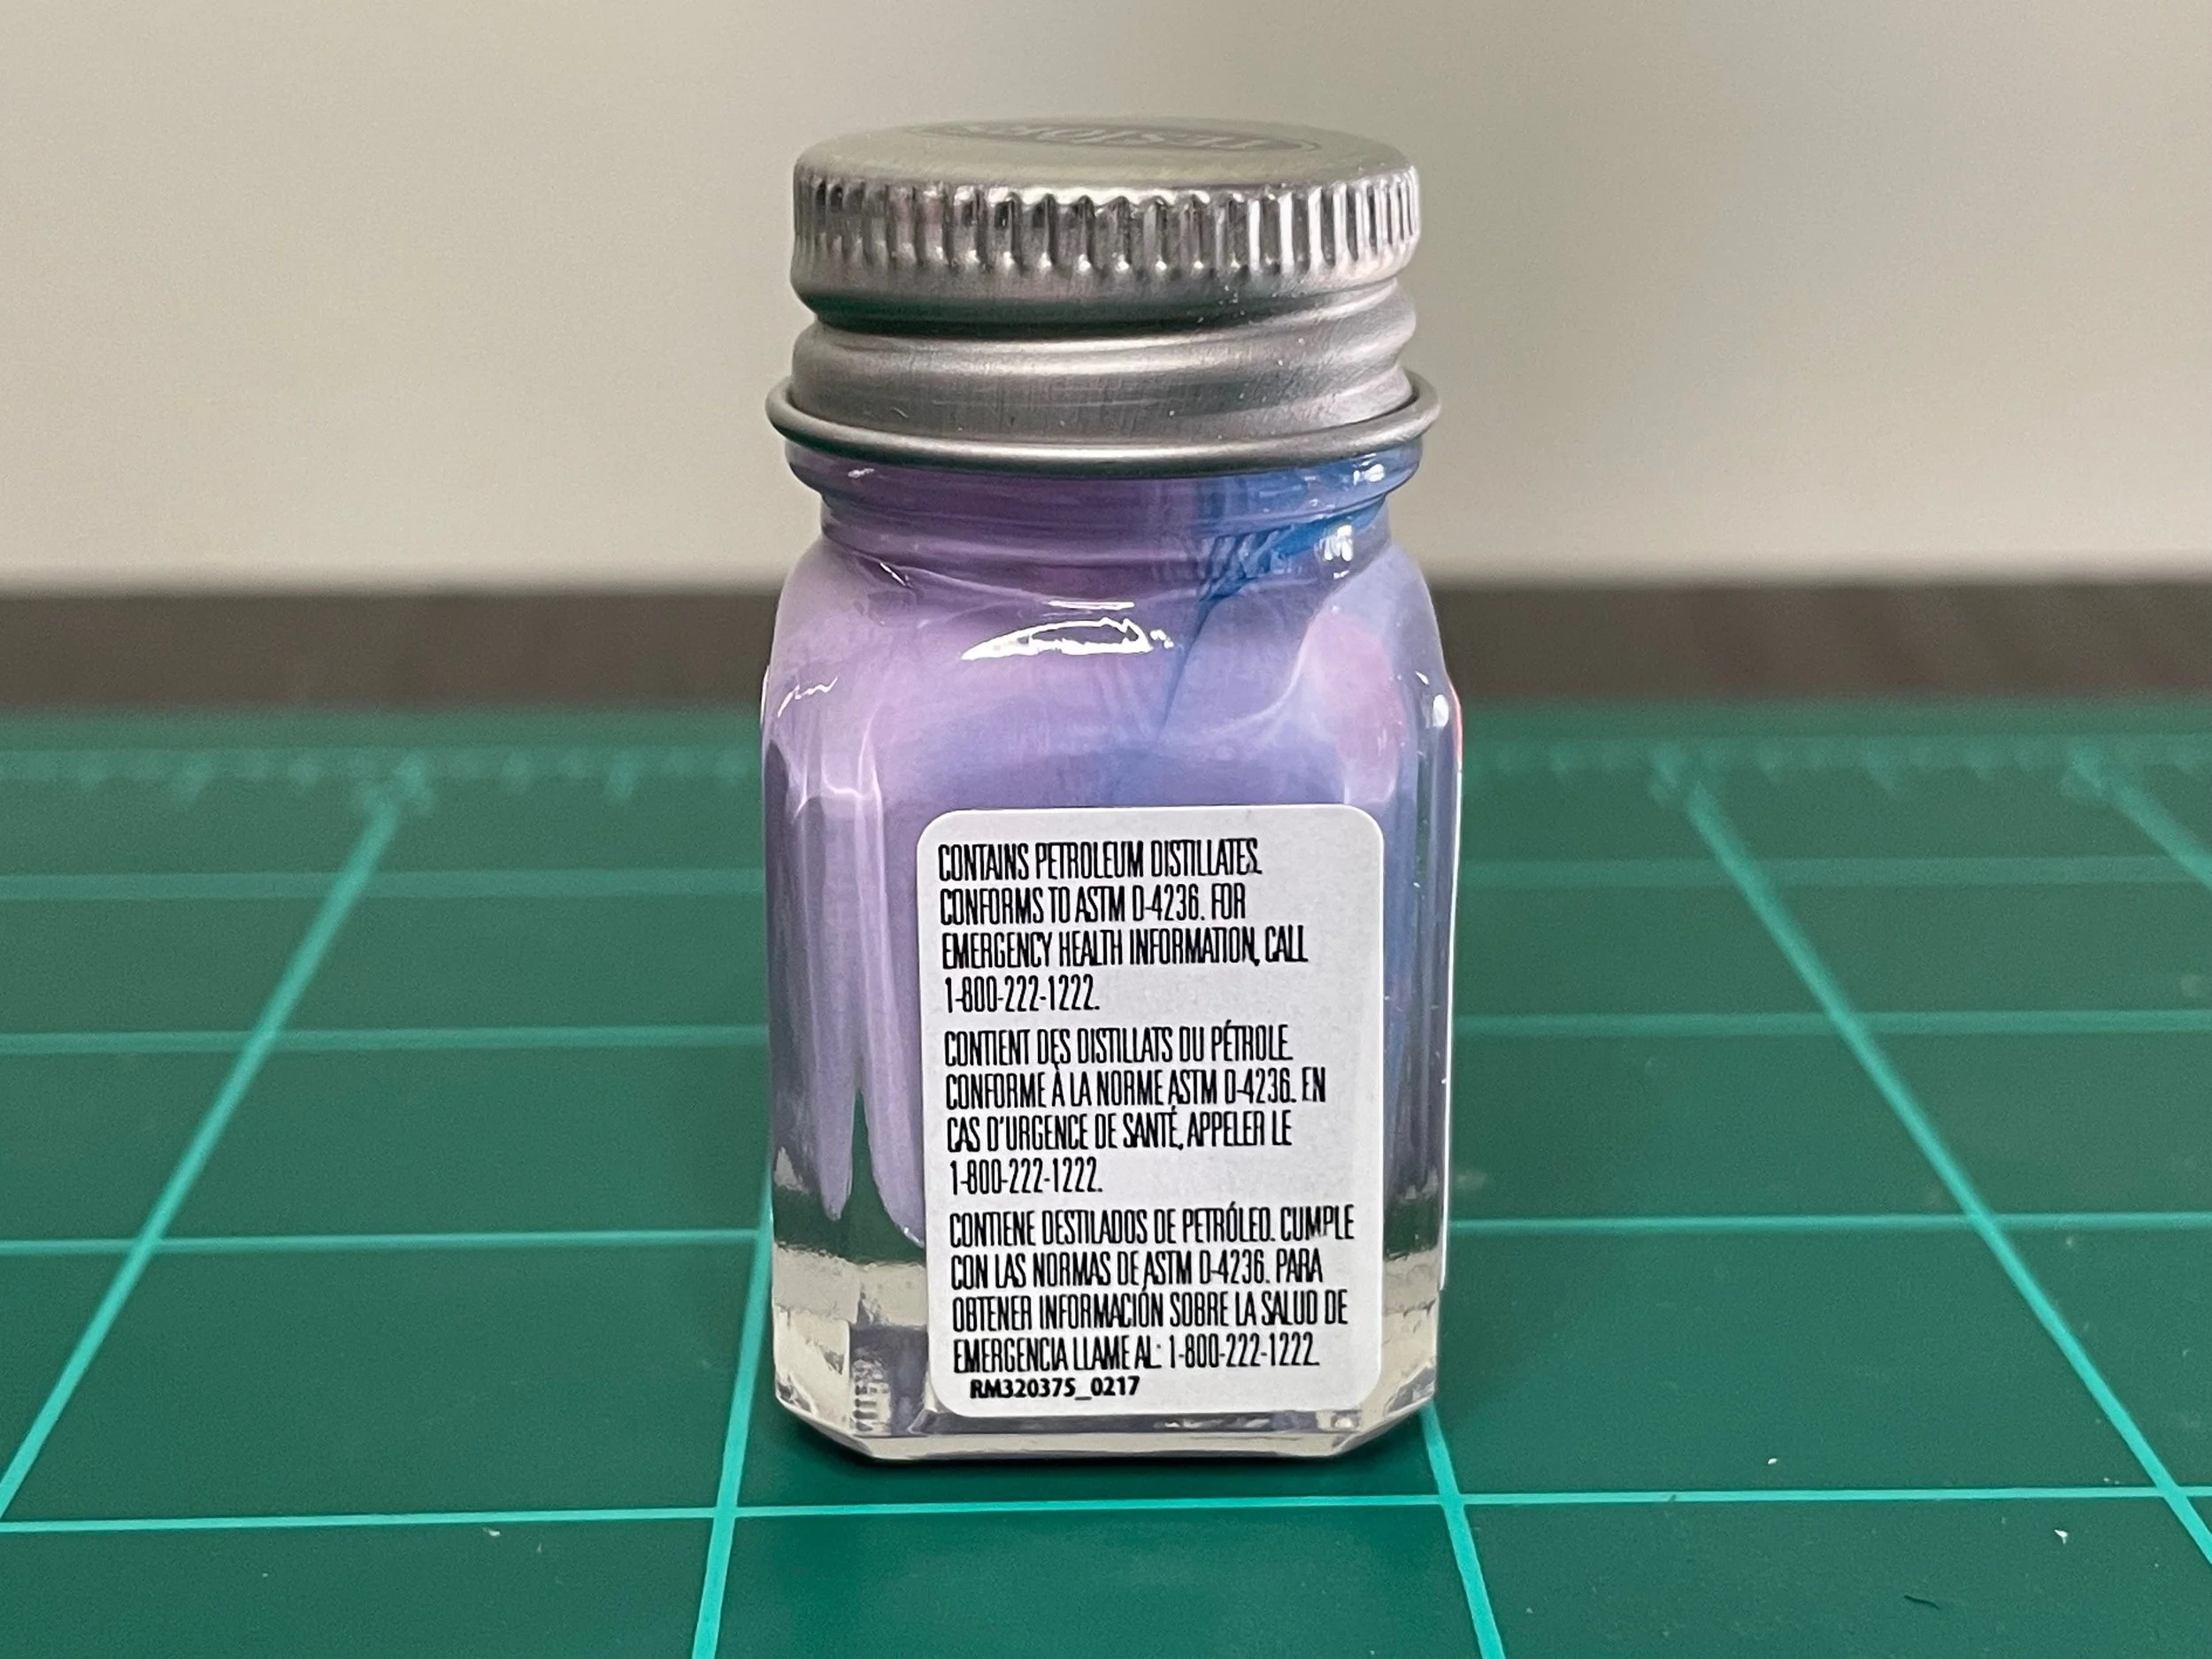 Testors
CONTAINS PETROLEUM DISTILLATES.
CONFORMS TO ASTM D-4236. FOR
EMERGENCY HEALTH INFORMATION, CALL
1-800-222-1222.
CONTIENT DES DISTILLATS DU PÉTROLE.
CONFORME À LA NORME ASTM D-4236. EN
CAS D'URGENCE DE SANTÉ, APPELER LE
1-800-222-1222.
CONTIENE DESTILADOS DE PETRÓLEO. CUMPLE
CON LAS NORMAS DE ASTM D-4236. PARA
OBTENER INFORMACIÓN SOBRE LA SALUD DE
EMERGENCIA LLAME AL: 1-800-222-1222.
RM320375_0217